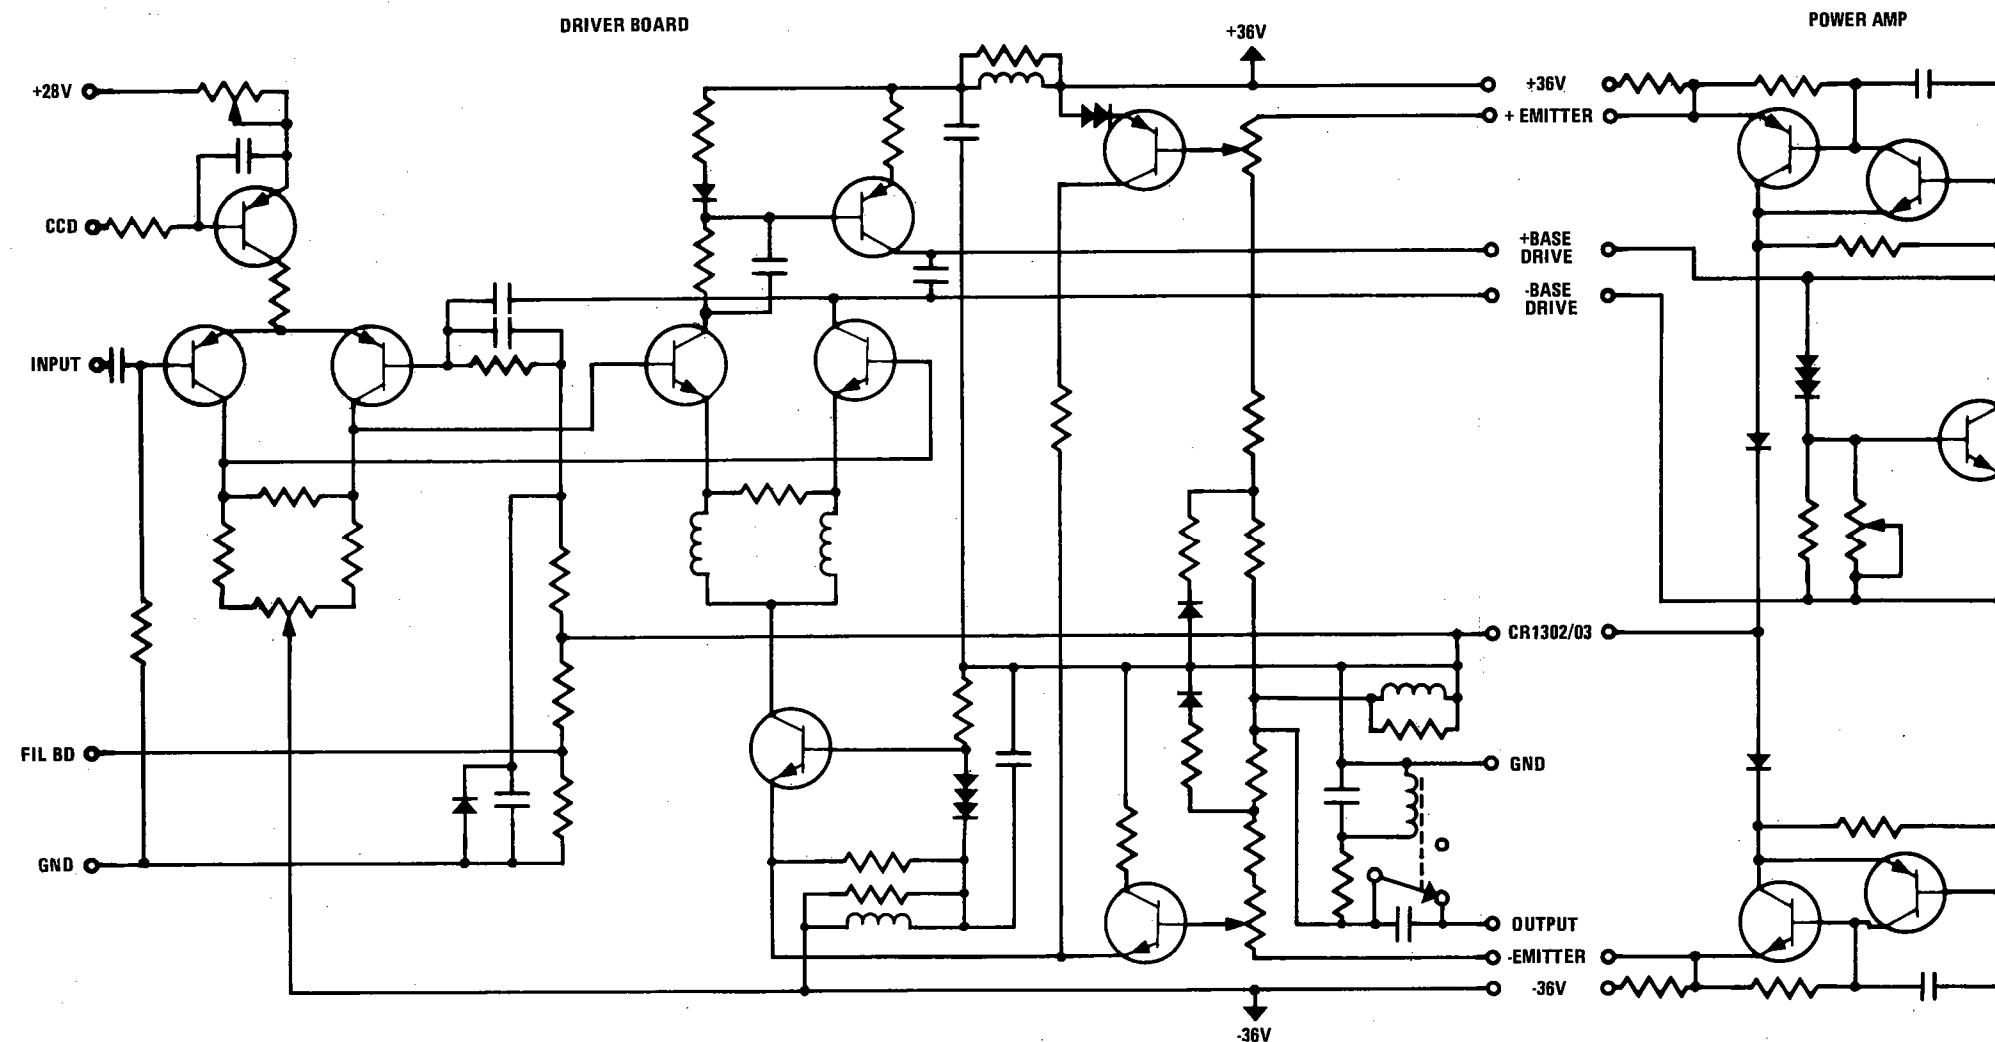 DRIVER BOARD
POWER AMP
+36V
+28V
+36V
+ EMITTER
CCD
+BASE
DRIVE
-BASE
DRIVE
INPUT
CR1302/03
FIL BD
GND
GND
OUTPUT
-EMITTER
-36V
-36V